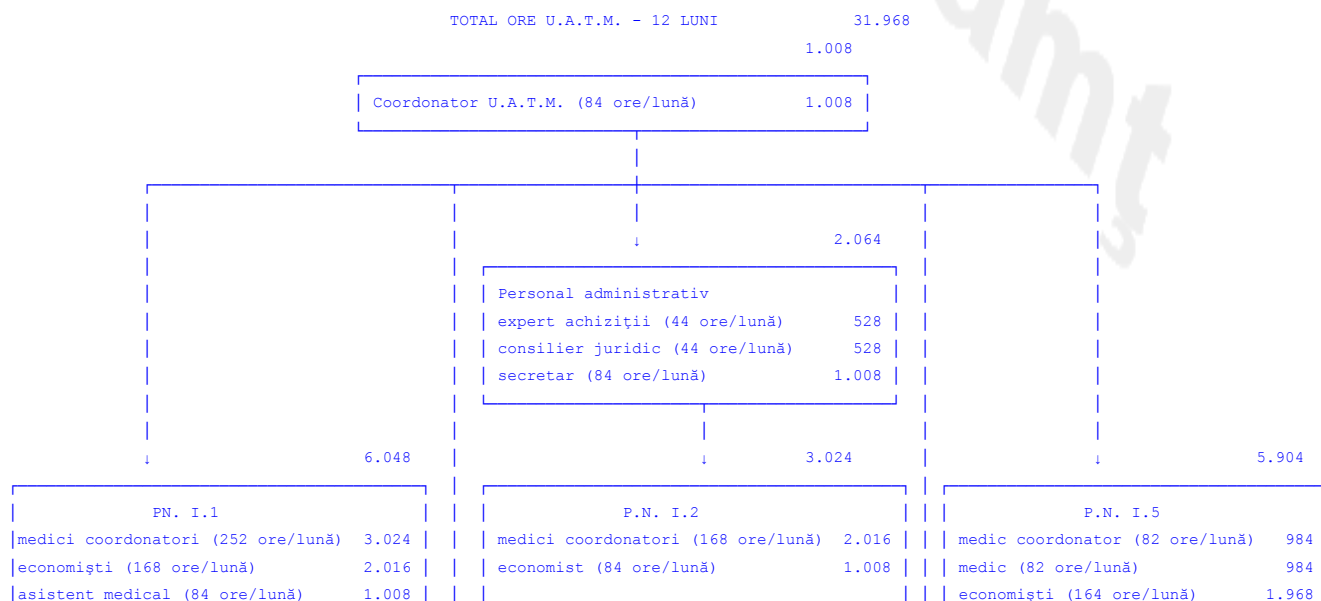 TOTAL ORE U.A.T.M. - 12 LUNI 31.968
1.008
Coordonator U.A.T.M. (84 ore/lună) 1.008
2.064
Personal administrativ
expert achiziţii (44 ore/lună) 528
consilier juridic (44 ore/lună) 528
secretar (84 ore/lună) 1.008
6.048 3.024 5.904
PN. I.1 P.N. I.2 P.N. I.5
medici coordonatori (252 ore/lună) 3.024 medici coordonatori (168 ore/lună) 2.016 medic coordonator (82 ore/lună) 984
economişti (168 ore/lună) 2.016 economist (84 ore/lună) 1.008 medic (82 ore/lună) 984
asistent medical (84 ore/lună) 1.008 economişti (164 ore/lună) 1.968